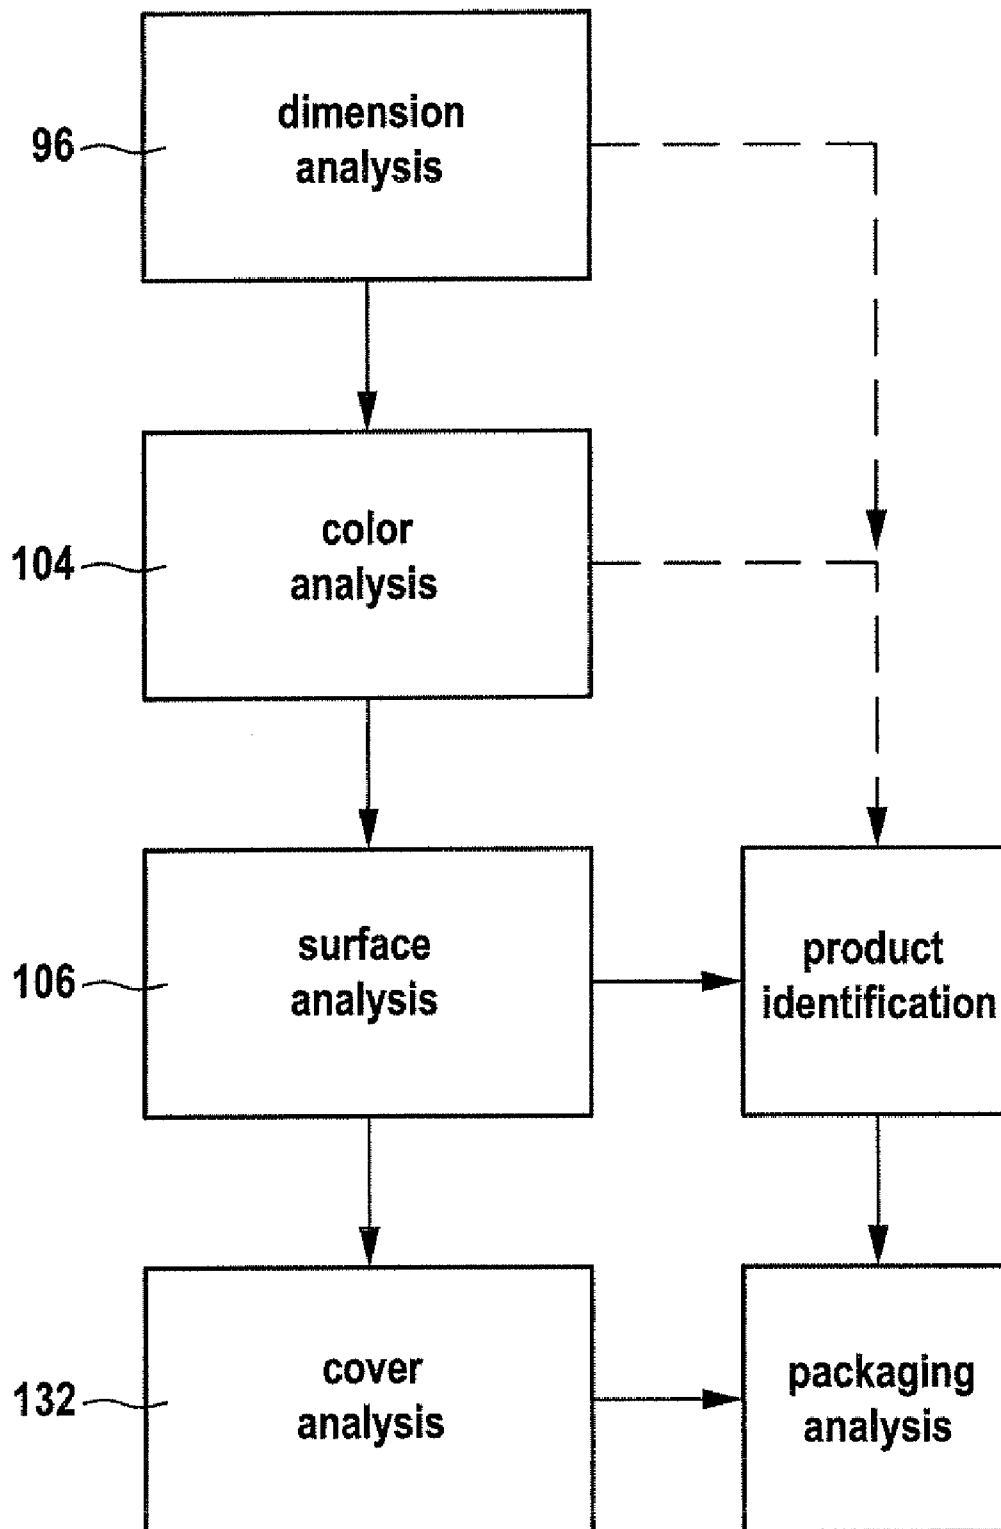 dimension
analysis
96
color
analysis
104
surface
analysis
106
product
identification
cover
analysis
132
packaging
analysis